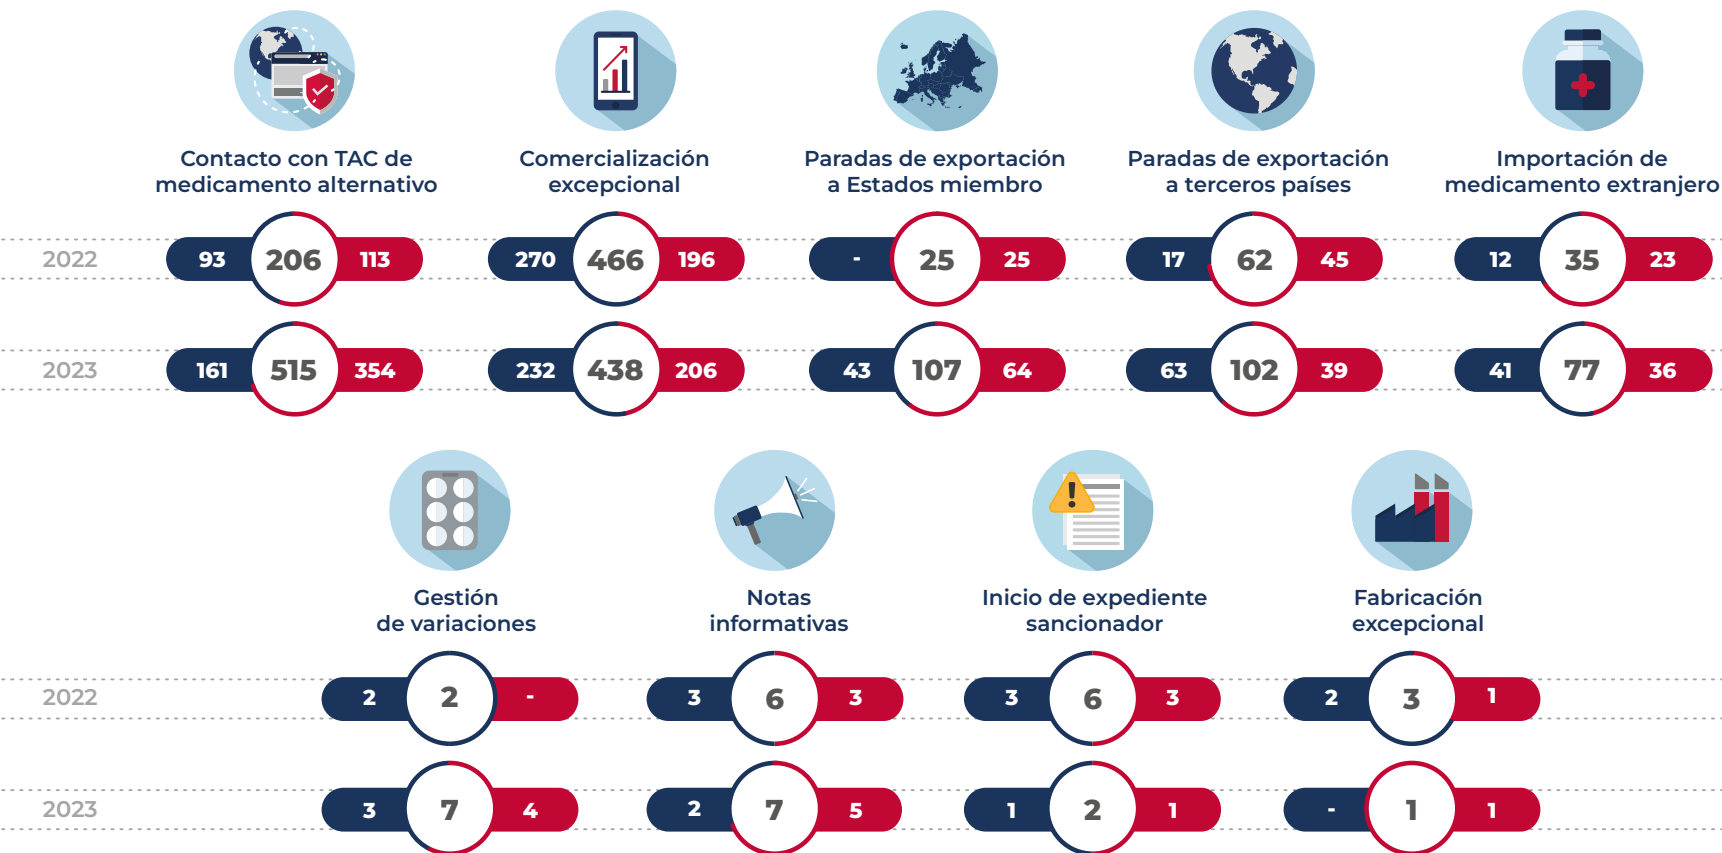 Contacto con TAC de
medicamento alternativo
Comercialización
excepcional
Paradas de exportación
a Estados miembro
Paradas de exportación
a terceros países
Importación de
medicamento extranjero
2022 93 206 113 270 466 196 - 25 25 17 62 45 12 35 23
2023 161 515 354 232 438 206 43 107 64 63 102 39 41 77 36
Gestión
de variaciones
Notas
informativas
Inicio de expediente
sancionador
Fabricación
excepcional
2022 2 2 - 3 6 3 3 6 3 2 3 1
2023 3 7 4 2 7 5 1 2 1 - 1 1